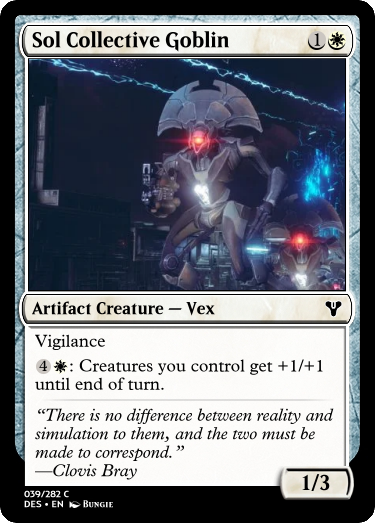 Sol Collective Goblin 1
Artifact Creature — Vex
Vigilance
4: Creatures you control get +1/+1
until end of turn.
“There is no difference between reality and
simulation to them, and the two must be
made to correspond.”
—Clovis Bray
1/3
039/282 C
DES • EN Bungie